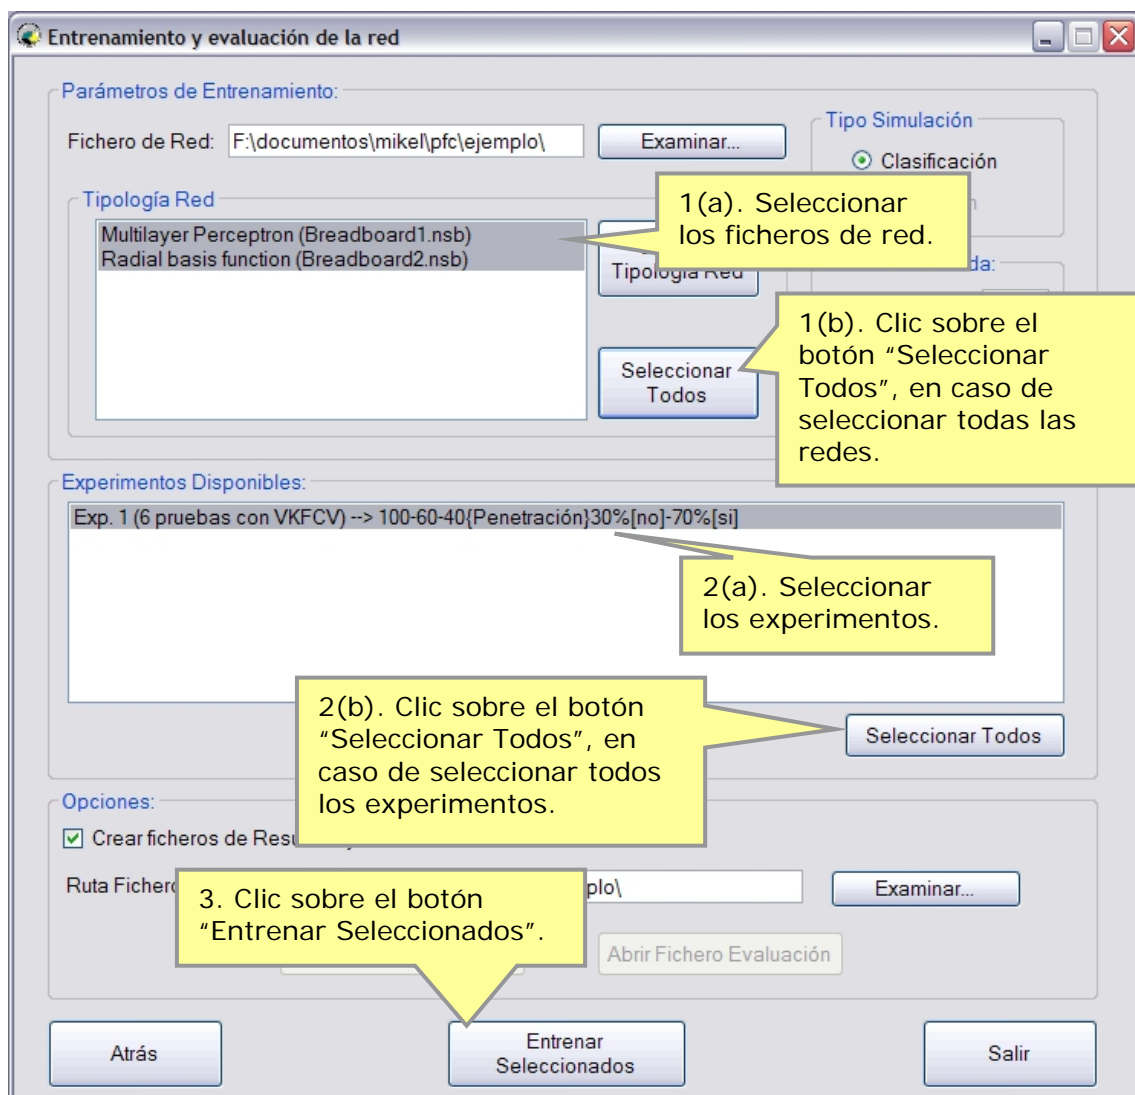 Entrenamiento y evaluación de la red
Parámetros de Entrenamiento:
Fichero de Red: F:\documentos\mikel\pfc\ejemplo\ Examinar...
Tipo Simulación
Clasificación
Tipología Red
Multilayer Perceptron (Breadboard1.nsb)
Radial basis function (Breadboard2.nsb)
Tipología Red
1(a). Seleccionar
los ficheros de red.
da:
Seleccionar
Todos
1(b). Clic sobre el
botón “Seleccionar
Todos”, en caso de
seleccionar todas las
redes.
Experimentos Disponibles:
Exp. 1 (6 pruebas con VKFCV) --> 100-60-40{Penetración}30%[no]-70%[si]
2(a). Seleccionar
los experimentos.
2(b). Clic sobre el botón
“Seleccionar Todos”, en
caso de seleccionar todos
los experimentos.
Seleccionar Todos
Opciones:
Crear ficheros de Resu
Ruta Fichero
plo\ Examinar...
3. Clic sobre el botón
“Entrenar Seleccionados”.
Abrir Fichero Evaluación
Atrás
Entrenar
Seleccionados
Salir